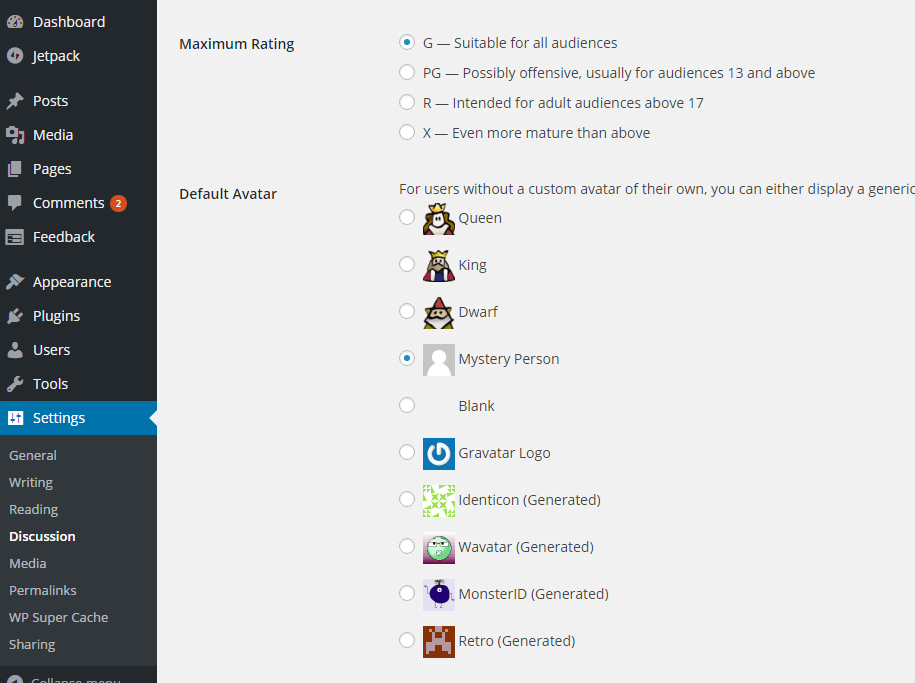 Dashboard
Jetpack
Posts
Media
Pages
Comments 2
Feedback
Appearance
Plugins
Users
Tools
Settings
General
Writing
Reading
Discussion
Media
Permalinks
WP Super Cache
Sharing
Collapse menu
Maximum Rating
G — Suitable for all audiences
PG — Possibly offensive, usually for audiences 13 and above
R — Intended for adult audiences above 17
X — Even more mature than above
Default Avatar
For users without a custom avatar of their own, you can either display a generic
Queen
King
Dwarf
Mystery Person
Blank
Gravatar Logo
Identicon (Generated)
Wavatar (Generated)
MonsterID (Generated)
Retro (Generated)